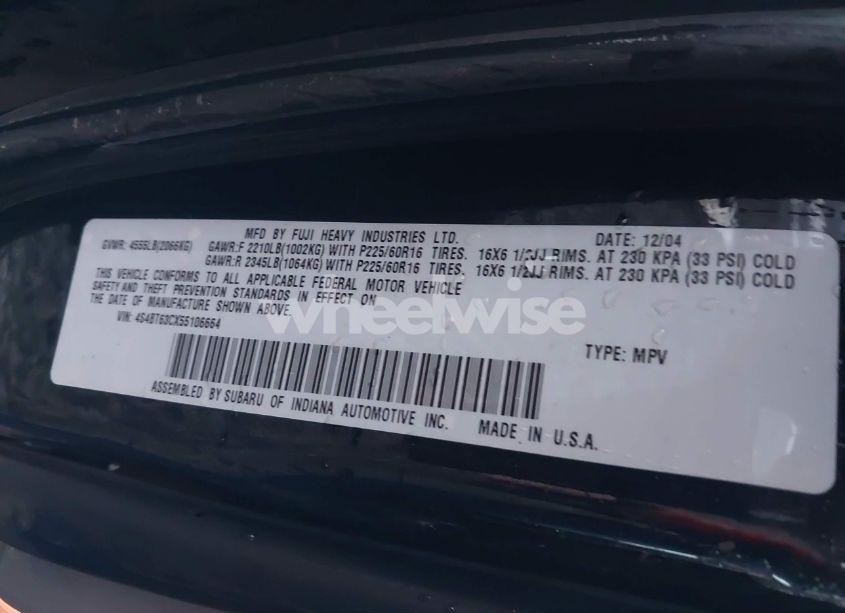 MFD BY FUJI HEAVY INDUSTRIES LTD. DATE: 12/04
GVWR: 4555LB(2066KG) GAWR:F 2210LB(1002KG) WITH P225/60R16 TIRES. 16X6 1/2JJ RIMS. AT 230 KPA (33 PSI) COLD
GAWR:R 2345LB(1064KG) WITH P225/60R16 TIRES. 16X6 1/2JJ RIMS. AT 230 KPA (33 PSI) COLD
THIS VEHICLE CONFORMS TO ALL APPLICABLE FEDERAL MOTOR VEHICLE
SAFETY AND THEFT PREVENTION STANDARDS IN EFFECT ON
THE DATE OF MANUFACTURE SHOWN ABOVE.
wheelwise
VIN: 4S4BT63CX55106664
TYPE: MPV
ASSEMBLED BY SUBARU OF INDIANA AUTOMOTIVE INC. MADE IN U.S.A.